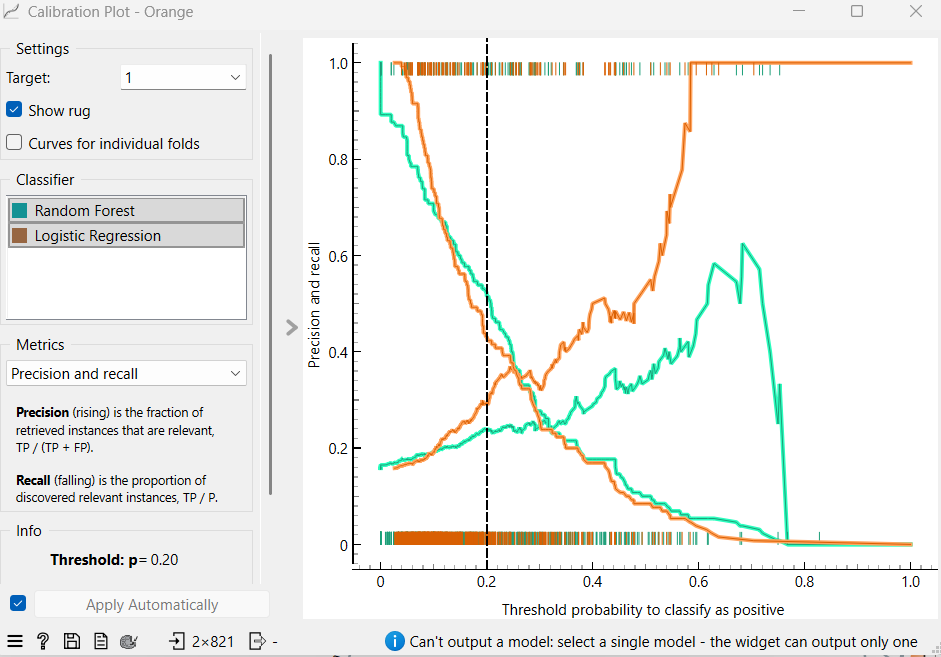 Calibration Plot - Orange
Settings
Target:
1
Show rug
Curves for individual folds
Classifier
Random Forest
Logistic Regression
Metrics
Precision and recall
Precision (rising) is the fraction of
retrieved instances that are relevant,
TP / (TP + FP).
Recall (falling) is the proportion of
discovered relevant instances, TP / P.
Info
Threshold: p= 0.20
Apply Automatically
2×821
-
Precision and recall
1.0
0.8
0.6
0.4
0.2
0
0
0.2
0.4
0.6
0.8
1.0
Threshold probability to classify as positive
Can't output a model: select a single model - the widget can output only one